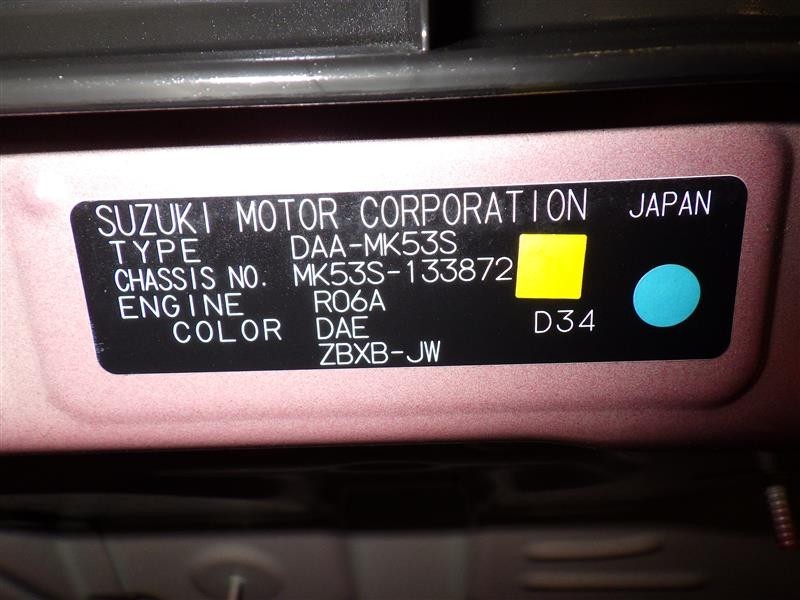 SUZUKI MOTOR CORPORATION JAPAN
TYPE DAA-MK53S
CHASSIS NO. MK53S-133872
ENGINE R06A
COLOR DAE D34
ZBXB-JW